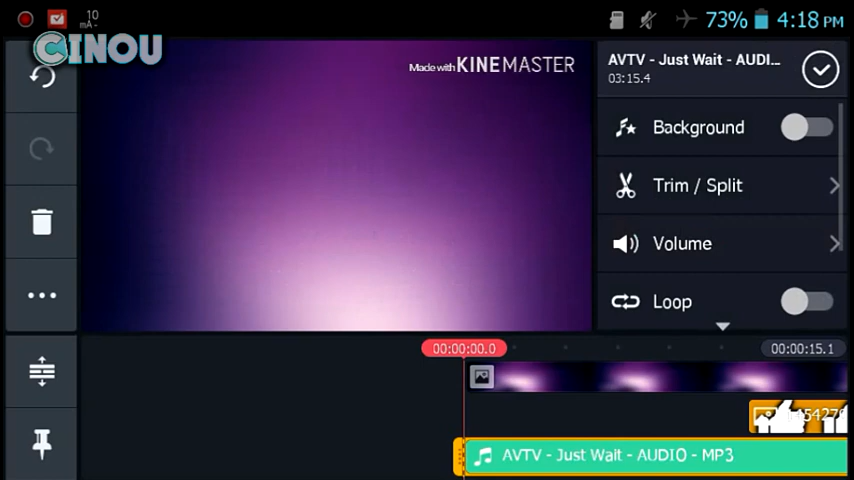 10
mA-
73%
4:18 PM
CINOU
Made with KINEMASTER
AVTV - Just Wait - AUDI...
03:15.4
Background
Trim / Split
Volume
Loop
00:00:00.0
00:00:15.1
AVTV - Just Wait - AUDIO - MP3